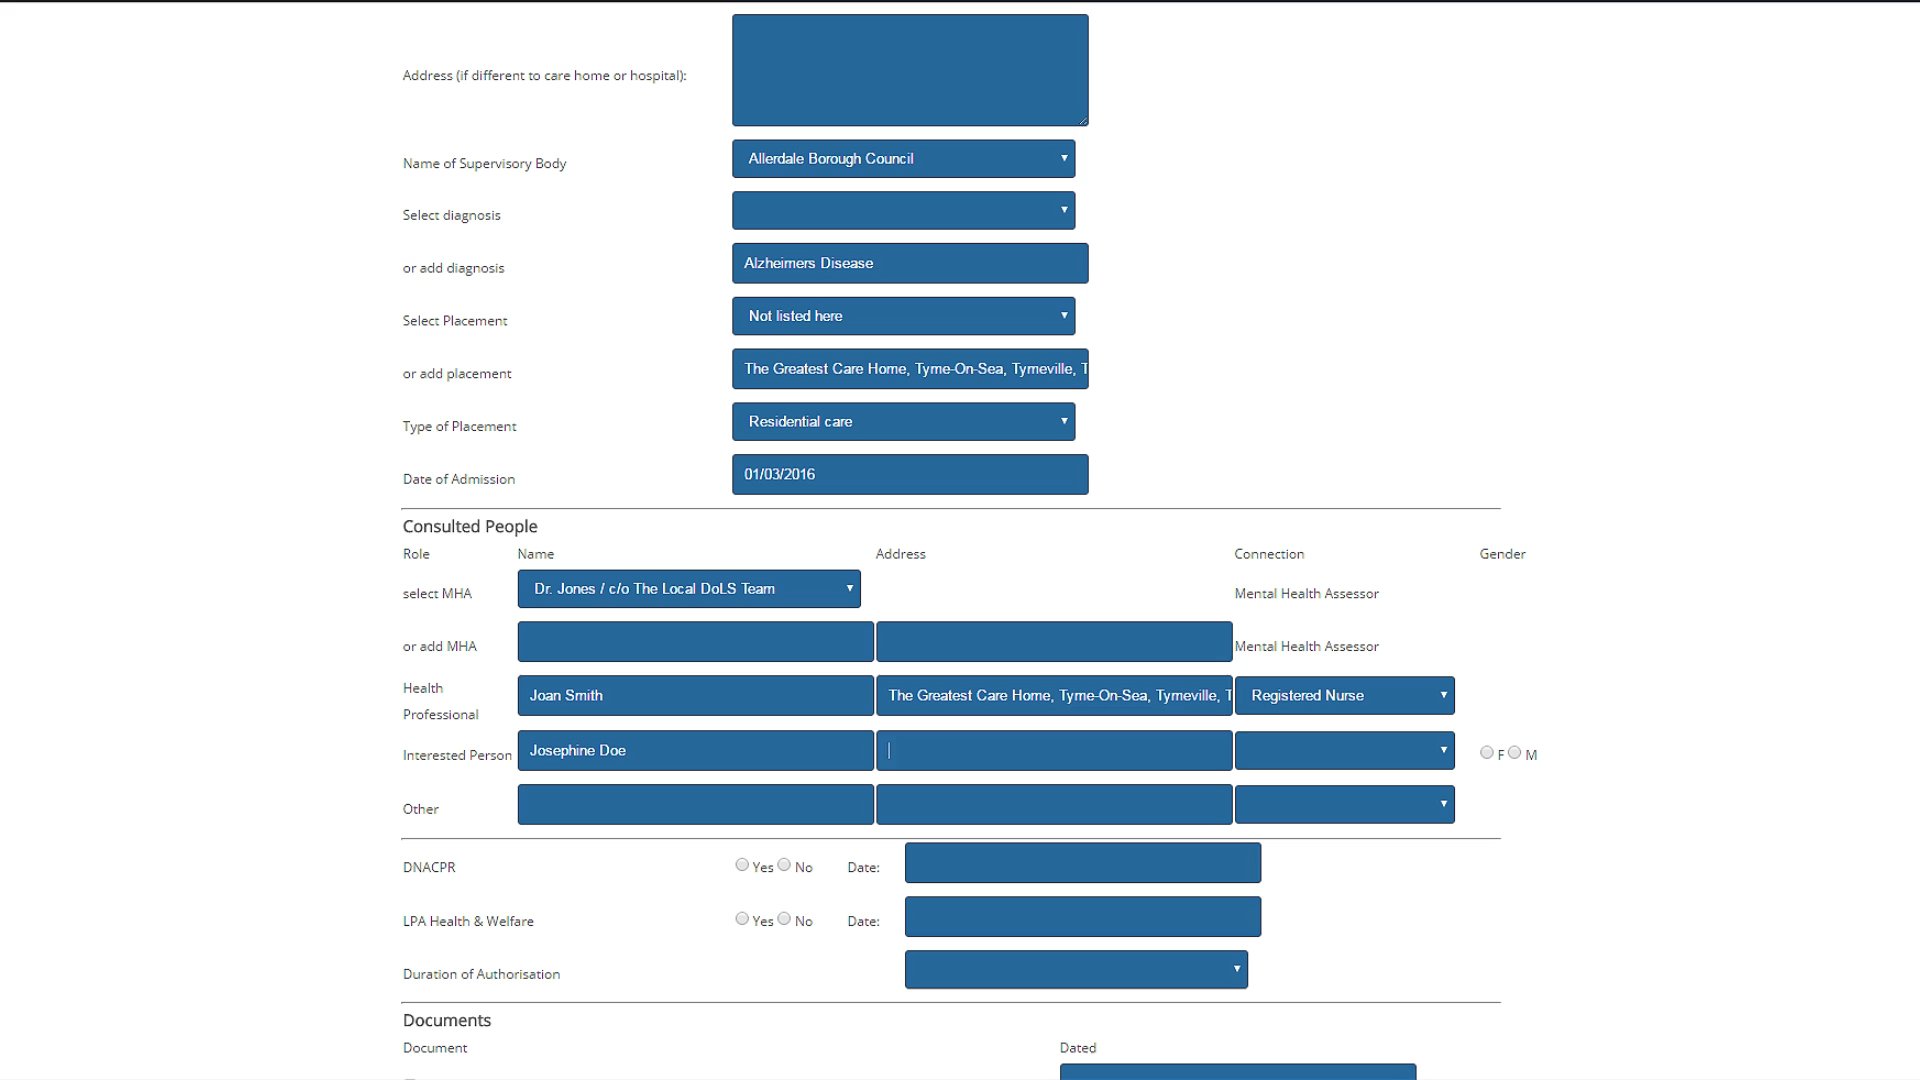 Address (if different to care home or hospital):
Name of Supervisory Body Allerdale Borough Council
Select diagnosis
or add diagnosis Alzheimers Disease
Select Placement Not listed here
or add placement The Greatest Care Home, Tyme-On-Sea, Tymeville, T
Type of Placement Residential care
Date of Admission 01/03/2016
Consulted People
Role Name Address Connection Gender
select MHA Dr. Jones / c/o The Local DoLS Team Mental Health Assessor
or add MHA Mental Health Assessor
Health Professional Joan Smith The Greatest Care Home, Tyme-On-Sea, Tymeville, T Registered Nurse
Interested Person Josephine Doe F M
Other
DNACPR Yes No Date:
LPA Health & Welfare Yes No Date:
Duration of Authorisation
Documents
Document Dated